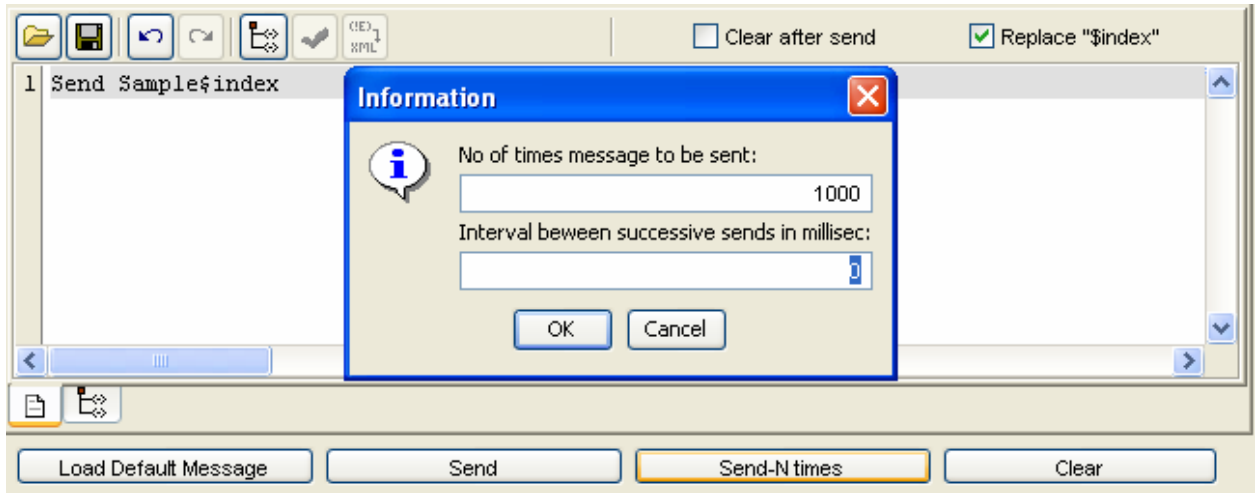 (!E)
XML
Clear after send
Replace "$index"
1 Send Sample$index
Information
No of times message to be sent:
1000
Interval beween successive sends in millisec:
0
OK
Cancel
Load Default Message
Send
Send-N times
Clear